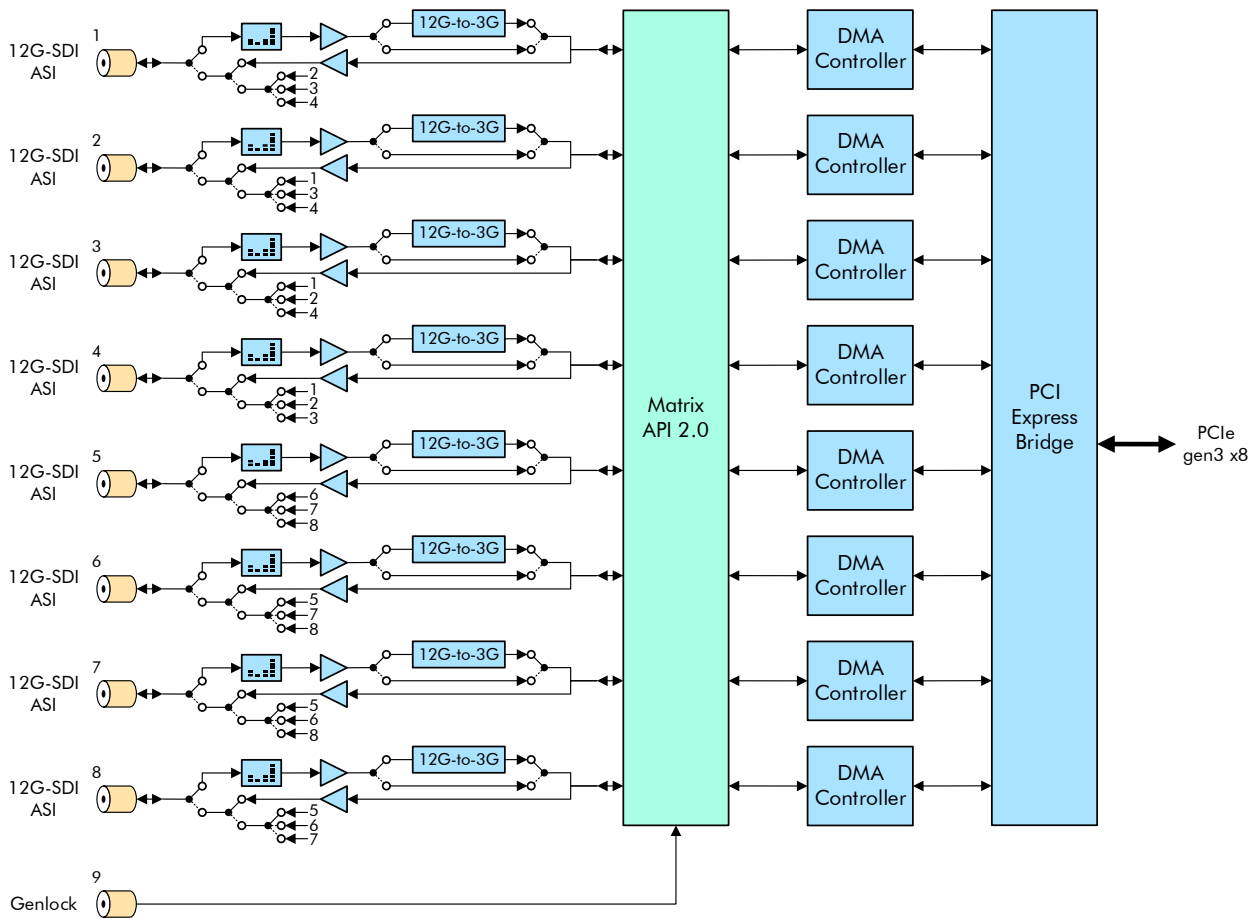 1
12G-SDI
ASI
12G-to-3G
2
3
4
DMA
Controller
2
12G-SDI
ASI
12G-to-3G
1
3
4
DMA
Controller
3
12G-SDI
ASI
12G-to-3G
1
2
4
DMA
Controller
4
12G-SDI
ASI
12G-to-3G
1
2
3
DMA
Controller
Matrix
API 2.0
PCI
Express
Bridge
PCIe
gen3 x8
5
12G-SDI
ASI
12G-to-3G
6
7
8
DMA
Controller
6
12G-SDI
ASI
12G-to-3G
5
7
8
DMA
Controller
7
12G-SDI
ASI
12G-to-3G
5
6
8
DMA
Controller
8
12G-SDI
ASI
12G-to-3G
5
6
7
DMA
Controller
9
Genlock